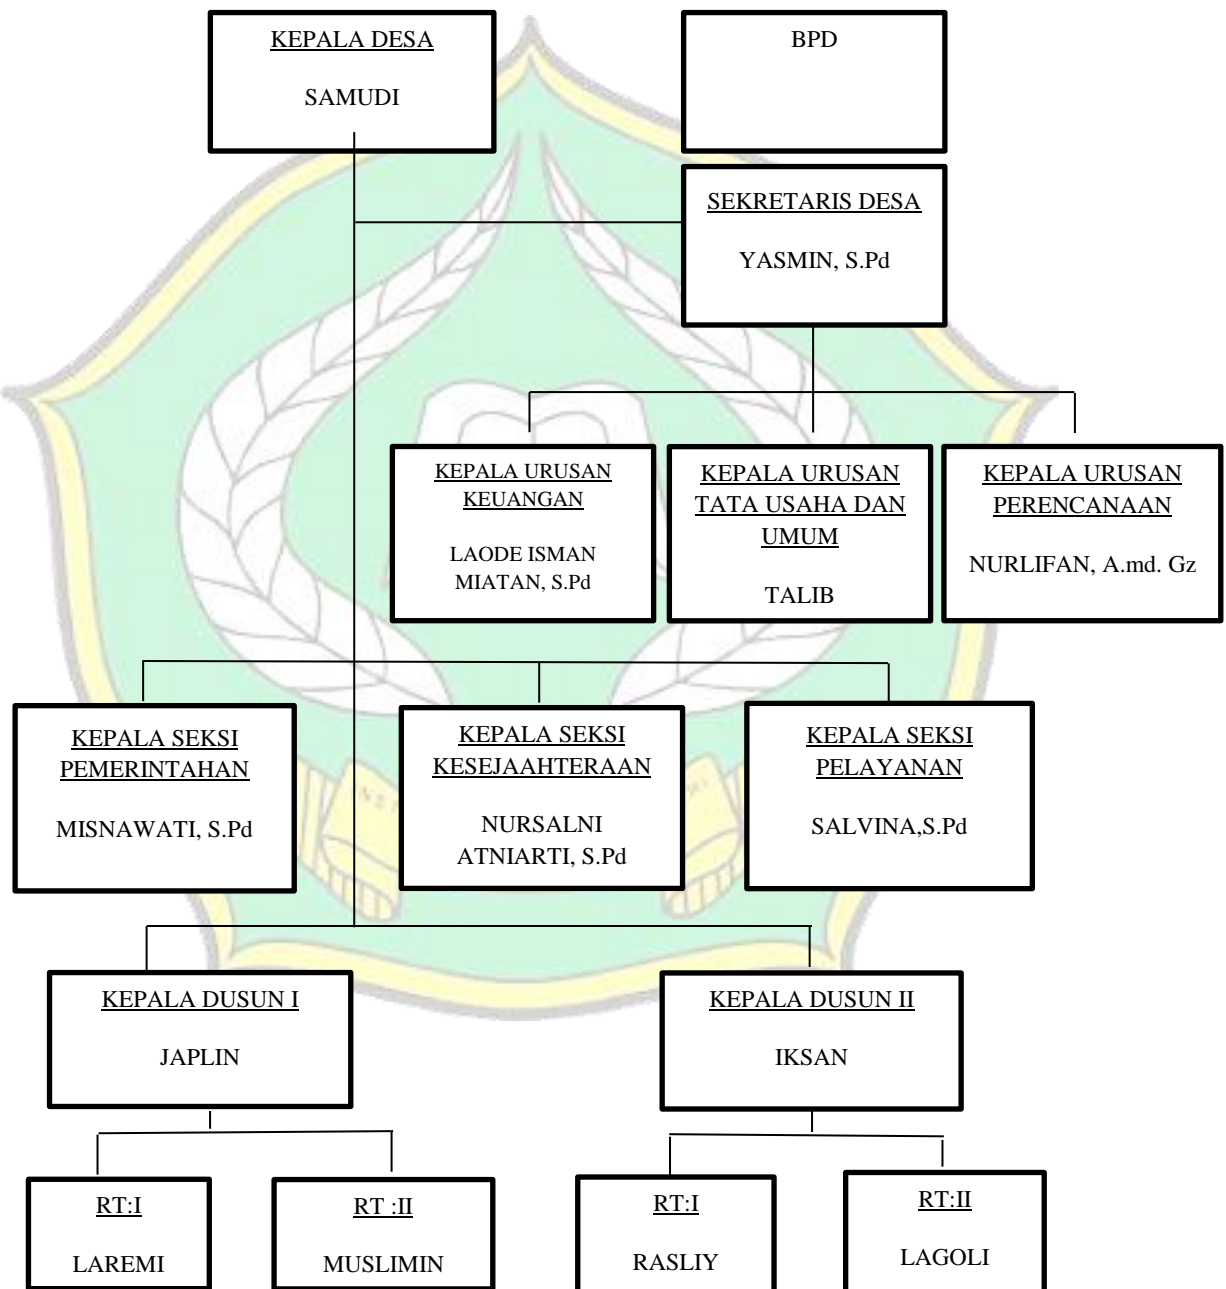 KEPALA DESA
SAMUDI
BPD
SEKRETARIS DESA
YASMIN, S.Pd
KEPALA URUSAN
KEUANGAN
LAODE ISMAN
MIATAN, S.Pd
KEPALA URUSAN
TATA USAHA DAN
UMUM
TALIB
KEPALA URUSAN
PERENCANAAN
NURLIFAN, A.md. Gz
KEPALA SEKSI
PEMERINTAHAN
MISNAWATI, S.Pd
KEPALA SEKSI
KESEJAAHTERAAN
NURSALNI
ATNIARTI, S.Pd
KEPALA SEKSI
PELAYANAN
SALVINA,S.Pd
KEPALA DUSUN I
JAPLIN
KEPALA DUSUN II
IKSAN
RT:I
LAREMI
RT :II
MUSLIMIN
RT:I
RASLIY
RT:II
LAGOLI